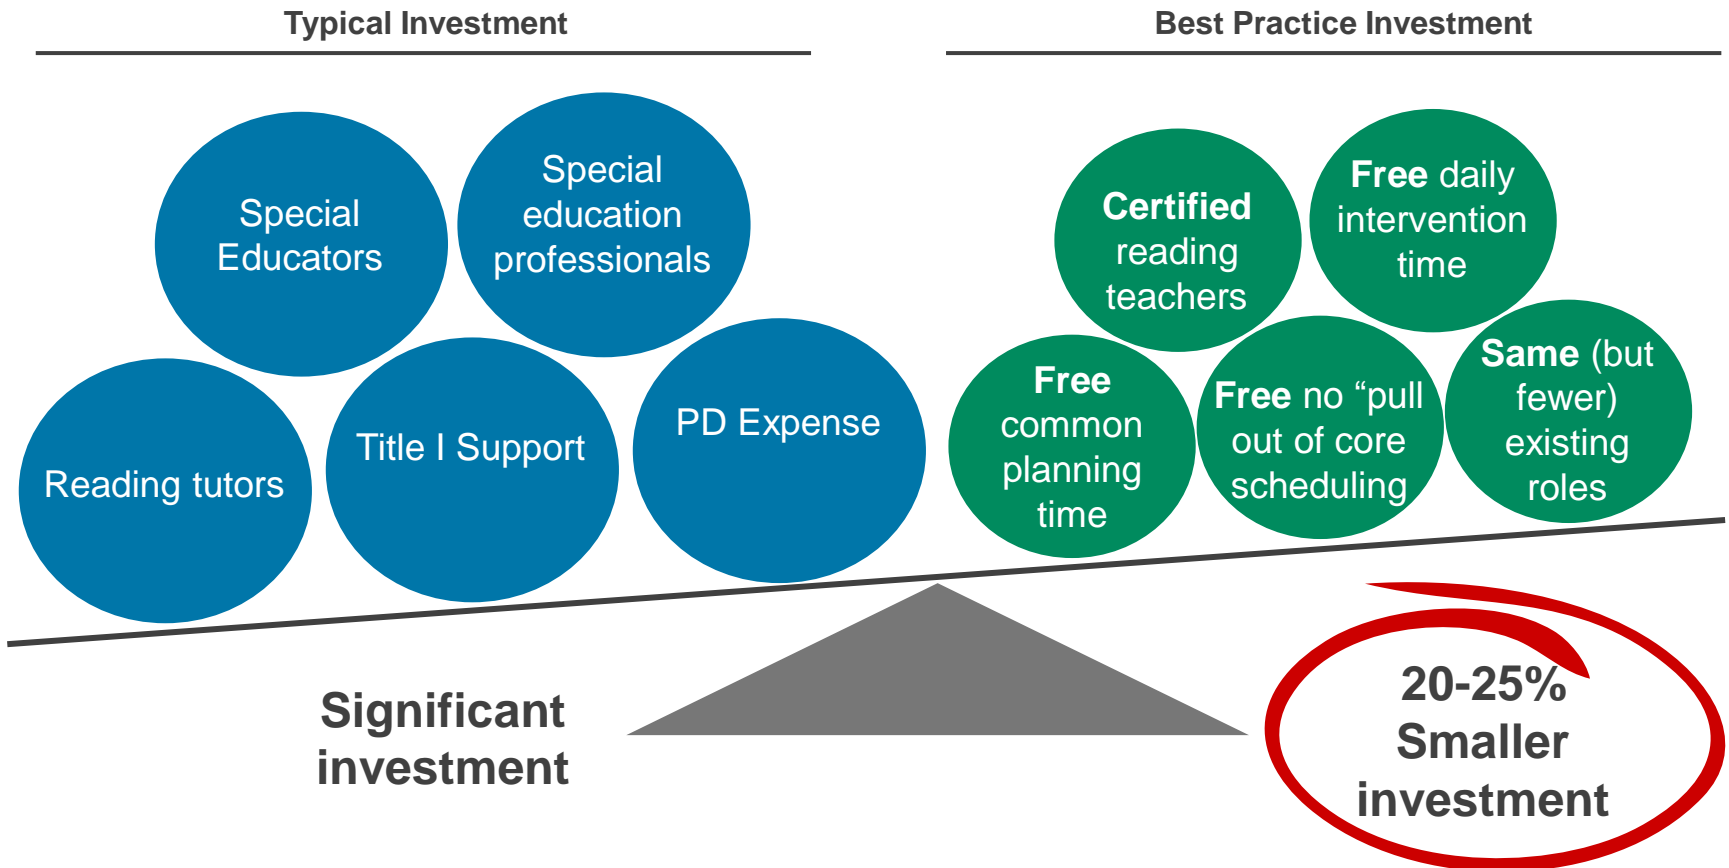 Typical Investment
Best Practice Investment
Special
Educators
Special
education
professionals
Reading tutors
Title I Support
PD Expense
Certified
reading
teachers
Free daily
intervention
time
Free
common
planning
time
Free no “pull
out of core
scheduling
Same (but
fewer)
existing
roles
Significant
investment
20-25%
Smaller
investment